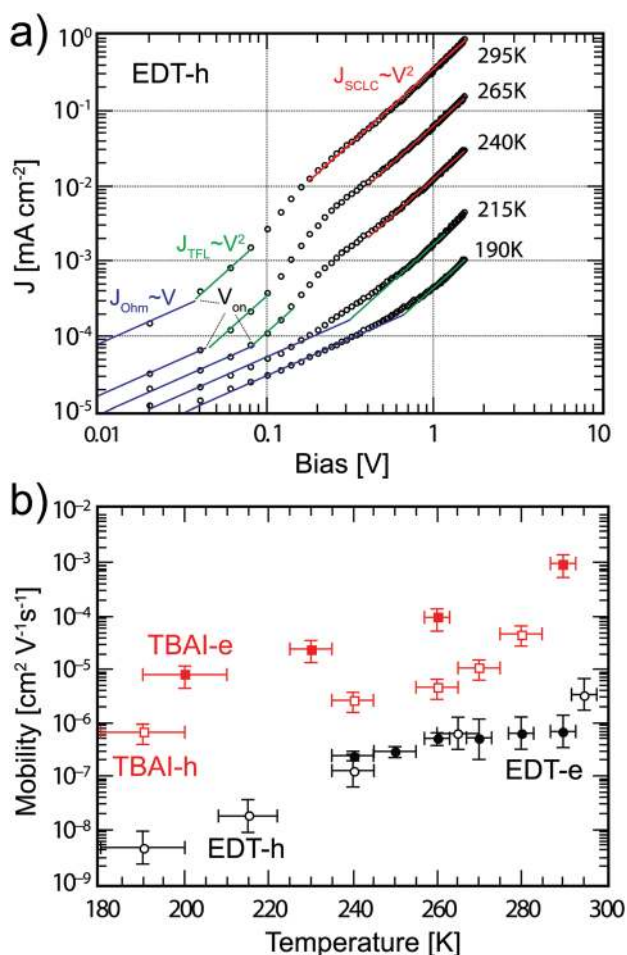 a)
EDT-h
J_SCLC~V²
295K
265K
240K
215K
190K
J_TFL~V²
J_Ohm~V
V_on
J [mA cm⁻²]
10⁰
10⁻¹
10⁻²
10⁻³
10⁻⁴
10⁻⁵
0.01
0.1
1
10
Bias [V]
b)
Mobility [cm² V⁻¹s⁻¹]
10⁻²
10⁻³
10⁻⁴
10⁻⁵
10⁻⁶
10⁻⁷
10⁻⁸
10⁻⁹
TBAI-e
TBAI-h
EDT-e
EDT-h
180
200
220
240
260
280
300
Temperature [K]